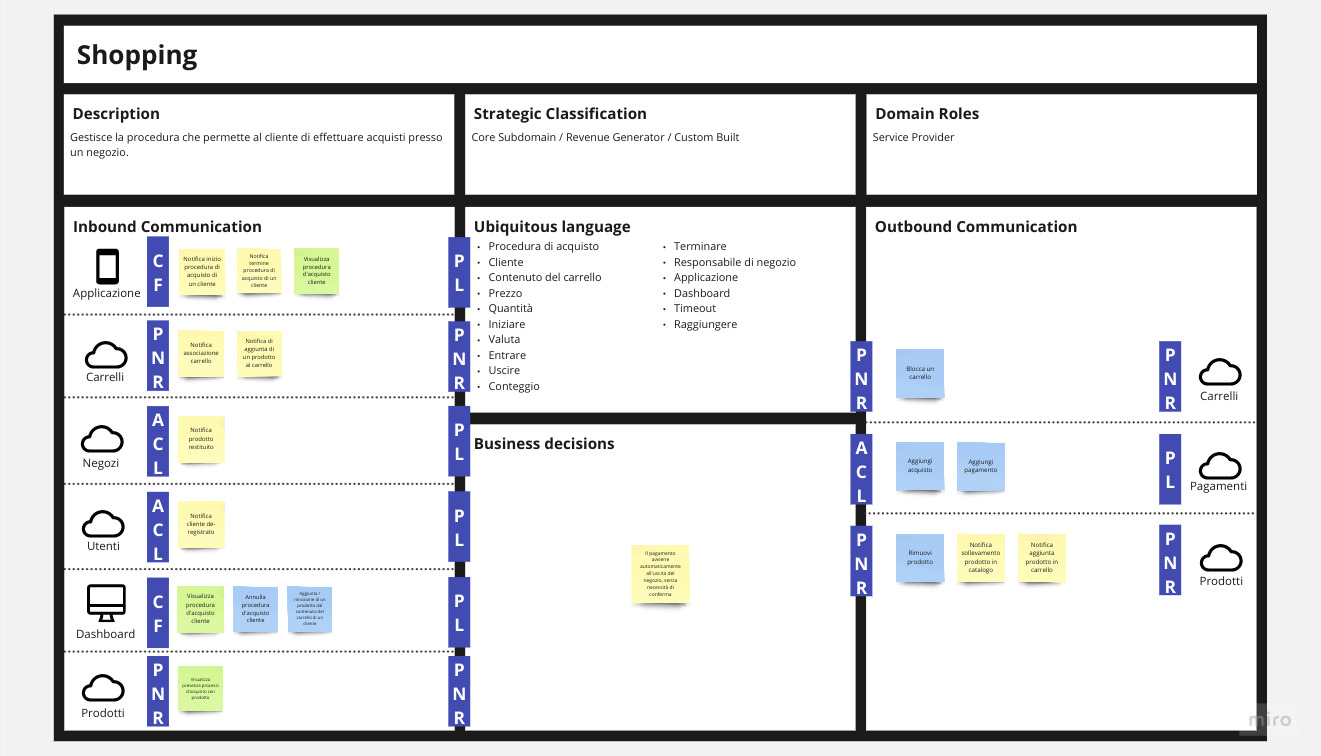 Shopping
Description
Gestisce la procedura che permette al cliente di effettuare acquisti presso
un negozio.
Strategic Classification
Core Subdomain / Revenue Generator / Custom Built
Domain Roles
Service Provider
Inbound Communication
Applicazione
C
F
Notifica inizio
procedura di
acquisto di
un cliente
Notifica
termine
procedura di
acquisto di un
cliente
Visualizza
procedura
d'acquisto
cliente
P
L
Carrelli
P
N
R
Notifica
associazione
carrello
Notifica di
aggiunta di
un prodotto
al carrello
P
N
R
Negozi
A
C
L
Notifica
prodotto
restituito
P
L
Utenti
A
C
L
Notifica
cliente de-
registrato
P
L
Dashboard
C
F
Visualizza
procedura
d'acquisto
cliente
Annulla
procedura
d'acquisto
cliente
Aggiunta /
rimozione di un
prodotto dal
contenuto del
carrello di un
cliente
P
L
Prodotti
P
N
R
Visualizza
presenza processi
d'acquisto con
prodotto
P
N
R
Ubiquitous language
• Procedura di acquisto
• Cliente
• Contenuto del carrello
• Prezzo
• Quantità
• Iniziare
• Valuta
• Entrare
• Uscire
• Conteggio
• Terminare
• Responsabile di negozio
• Applicazione
• Dashboard
• Timeout
• Raggiungere
Business decisions
Il pagamento
avviene
automaticamente
all'uscita del
negozio, senza
necessità di
conferma
Outbound Communication
P
N
R
Blocca un
carrello
P
N
R
Carrelli
A
C
L
Aggiungi
acquisto
Aggiungi
pagamento
P
L
Pagamenti
P
N
R
Rimuovi
prodotto
Notifica
sollevamento
prodotto in
catalogo
Notifica
aggiunta
prodotto in
carrello
P
N
R
Prodotti
miro